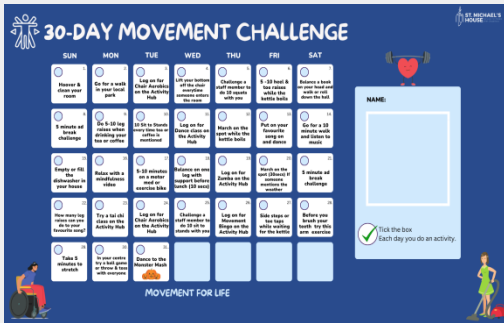 30-DAY MOVEMENT CHALLENGE
ST. MICHAEL'S
HOUSE
SUN MON TUE WED THU FRI SAT
Hoover &
clean your
room
Go for a walk
in your local
park
Log on for
Chair Aerobics
on the Activity
Hub
Lift your bottom
off the chair
everytime
someone enters
the room
Challenge a
staff member to
do 10 squats
with you
5 -10 heel &
toe raises
while the
kettle boils
Balance a book
on your head and
walk or roll
down the hall
5 minute ad
break
challenge
Do 5-10 leg
raises when
drinking your
tea or coffee
10 Sit to Stands
every time tea or
coffee is
mentioned
Log on for
Dance class on
the Activity
Hub
March on the
spot while the
kettle boils
Put on your
favourite
song on
and dance
Go for a 10
minute walk
and listen to
music
Empty or fill
the
dishwasher in
your house
Relax with a
mindfulness
video
5-10 minutes
on a motor
med or
exercise bike
Balance on one
leg with
support before
lunch (10 secs)
Log on for
Zumba on the
Activity Hub
March on the
spot (30secs) if
someone
mentions the
weather
5 minute ad
break
challenge
How many leg
raises can you
do to your
favourite song?
Try a tai chi
class on the
Activity Hub
Log on for
Chair Aerobics
on the Activity
Hub
Challenge a
staff member to
do 10 sit to
stands with you
Log on for
Movement
Bingo on the
Activity Hub
Side steps or
toe taps
while waiting
for the kettle
Before you
brush your
teeth try this
arm exercise
Take 5
minutes to
stretch
In your centre
try a ball game
or throw & toss
with everyone
Dance to the
Monster Mash
NAME:
Tick the box
Each day you do an activity.
MOVEMENT FOR LIFE